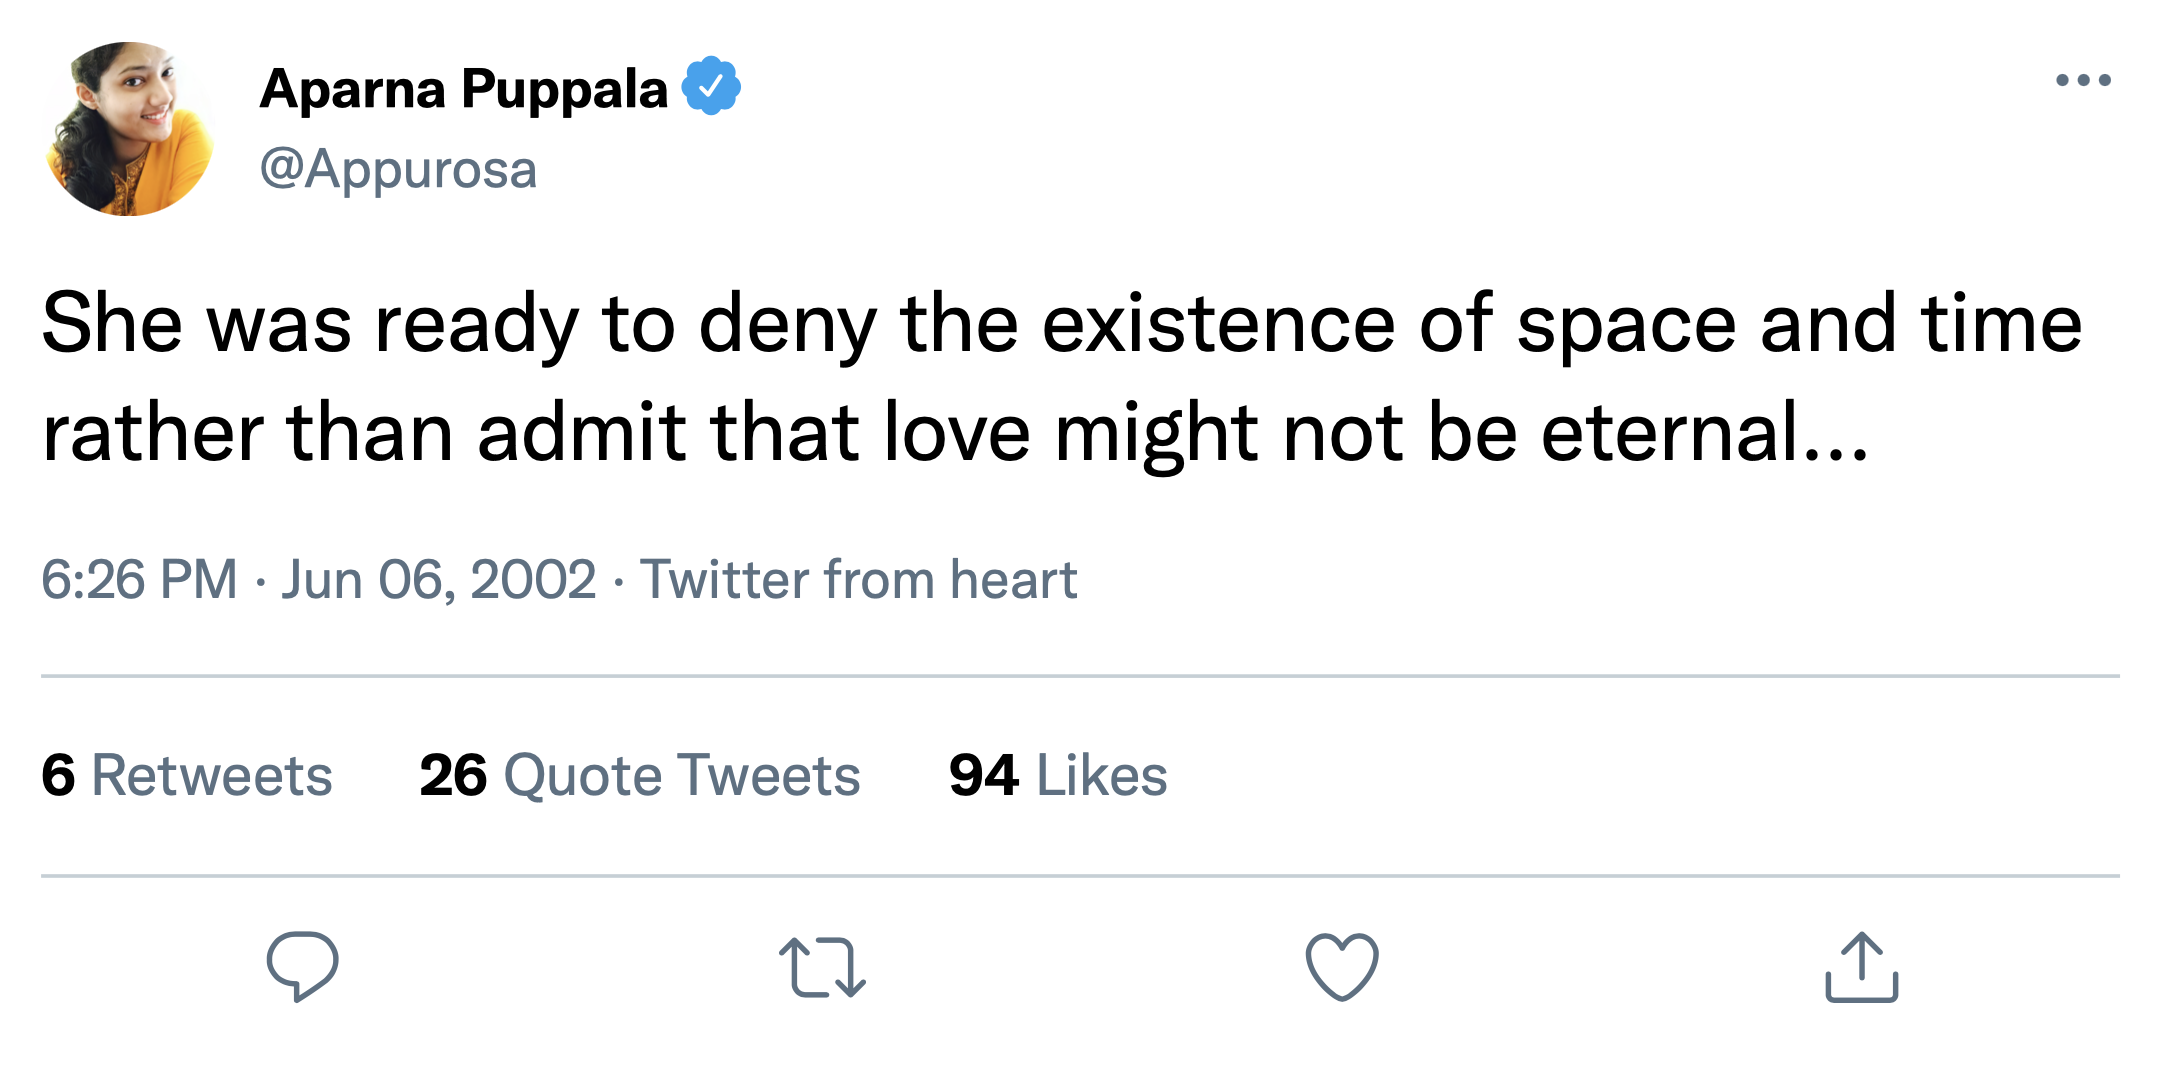 Aparna Puppala
@Appurosa
She was ready to deny the existence of space and time
rather than admit that love might not be eternal...
6:26 PM · Jun 06, 2002 · Twitter from heart
6 Retweets 26 Quote Tweets 94 Likes